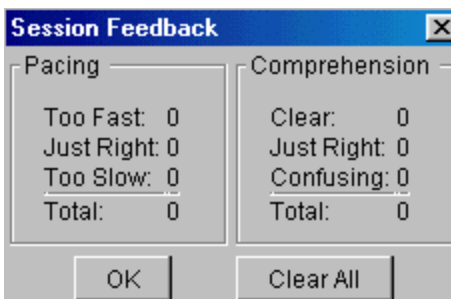 Session Feedback
Pacing
Too Fast: 0
Just Right: 0
Too Slow: 0
Total: 0
Comprehension
Clear: 0
Just Right: 0
Confusing: 0
Total: 0
OK
Clear All